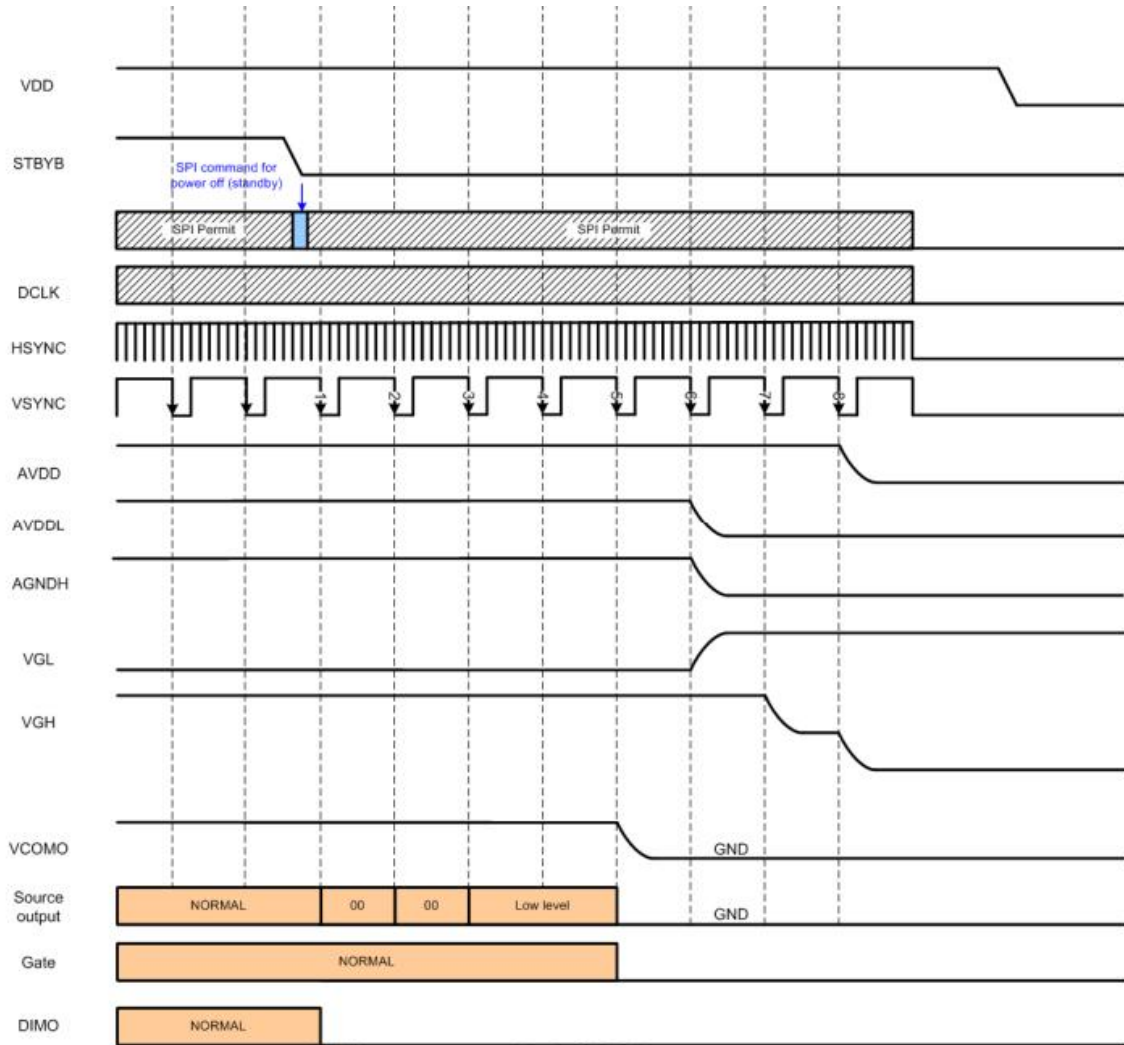 VDD
STBYB
SPI command for
power off (standby)
SPI Permit
SPI Permit
DCLK
HSYNC
VSYNC
1
2
3
4
5
6
7
8
AVDD
AVDDL
AGNDH
VGL
VGH
VCOMO
GND
Source
output
NORMAL
00
00
Low level
GND
Gate
NORMAL
DIMO
NORMAL